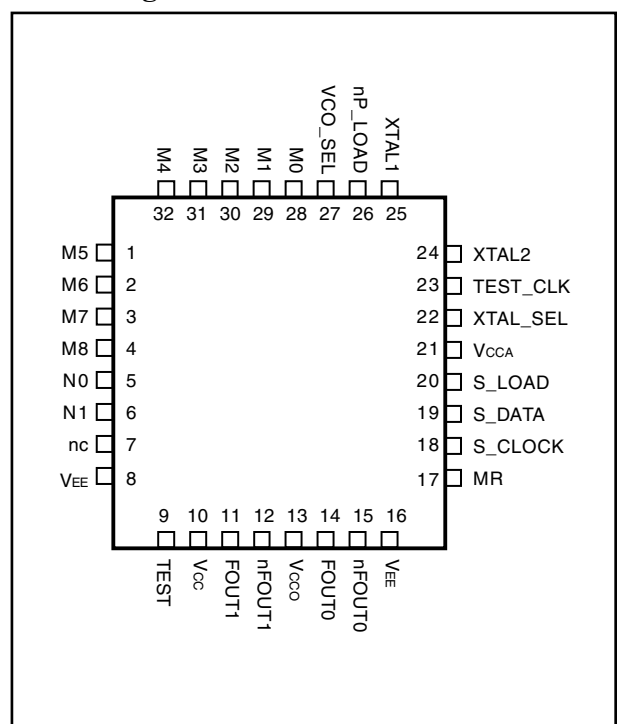 VCO_SEL
nP_LOAD
XTAL1
M4
M3
M2
M1
M0
32 31 30 29 28 27 26 25
M5 1
M6 2
M7 3
M8 4
N0 5
N1 6
nc 7
VEE 8
24 XTAL2
23 TEST_CLK
22 XTAL_SEL
21 VCCA
20 S_LOAD
19 S_DATA
18 S_CLOCK
17 MR
9 10 11 12 13 14 15 16
TEST
VCC
FOUT1
nFOUT1
VCCO
FOUT0
nFOUT0
VEE